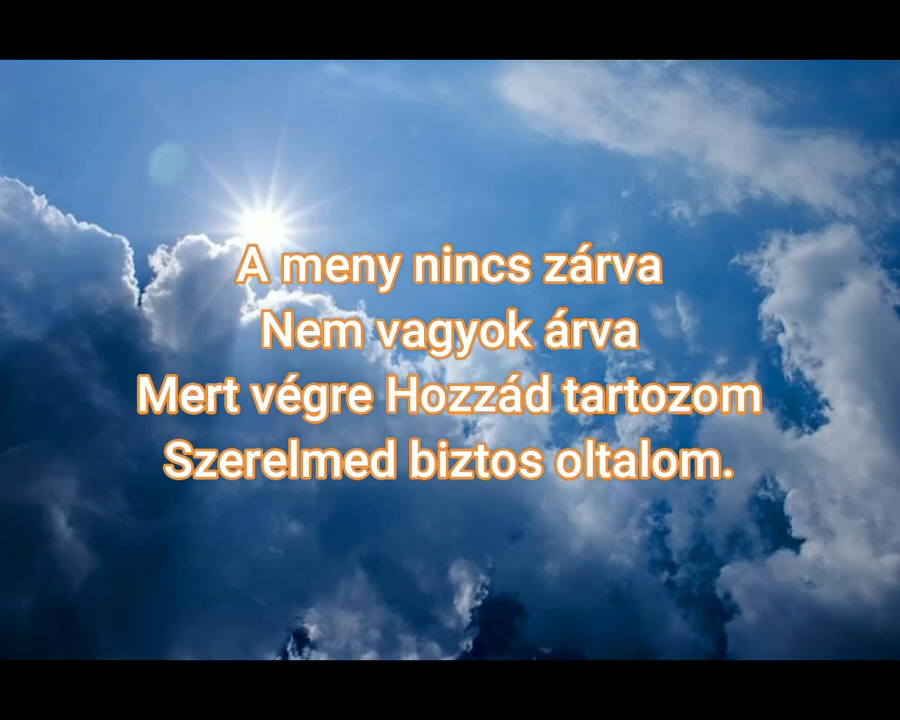 A meny nincs zárva
Nem vagyok árva
Mert végre Hozzád tartozom
Szerelmed biztos oltalom.